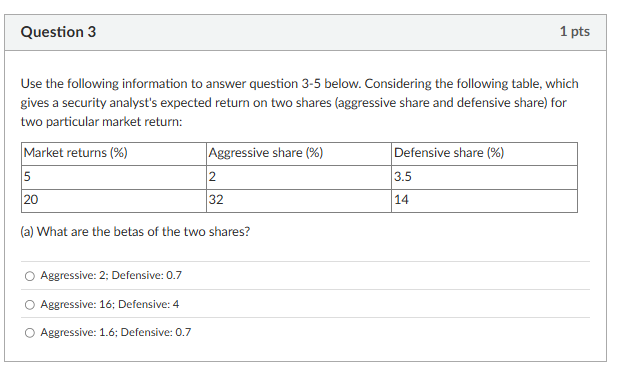 Question 3
1 pts
Use the following information to answer question 3-5 below. Considering the following table, which
gives a security analyst's expected return on two shares (aggressive share and defensive share) for
two particular market return:
Market returns (%) Aggressive share (%) Defensive share (%)
5 2 3.5
20 32 14
(a) What are the betas of the two shares?
Aggressive: 2; Defensive: 0.7
Aggressive: 16; Defensive: 4
Aggressive: 1.6; Defensive: 0.7